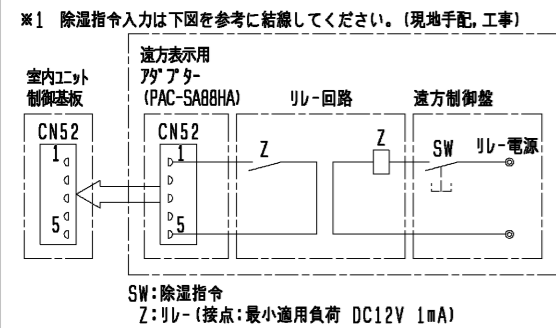 ※1 除湿指令入力は下図を参考に結線してください。(現地手配,工事)
遠方表示用
アダプター
(PAC-SA88HA)
室内ユニット
制御基板
リレー回路
遠方制御盤
CN52
CN52
1
5
1
5
Z
Z
SW
リレー電源
SW:除湿指令
Z:リレー(接点:最小適用負荷 DC12V 1mA)